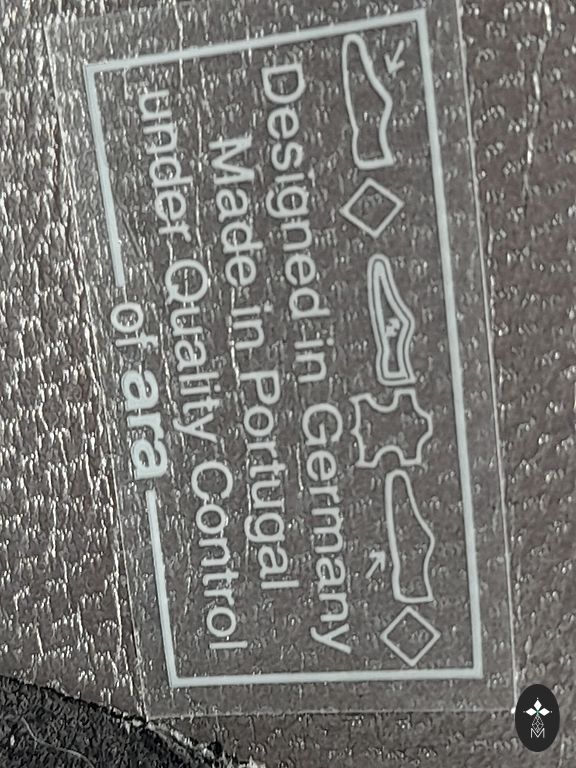 Designed in Germany
Made in Portugal
under Quality Control
of ara
M